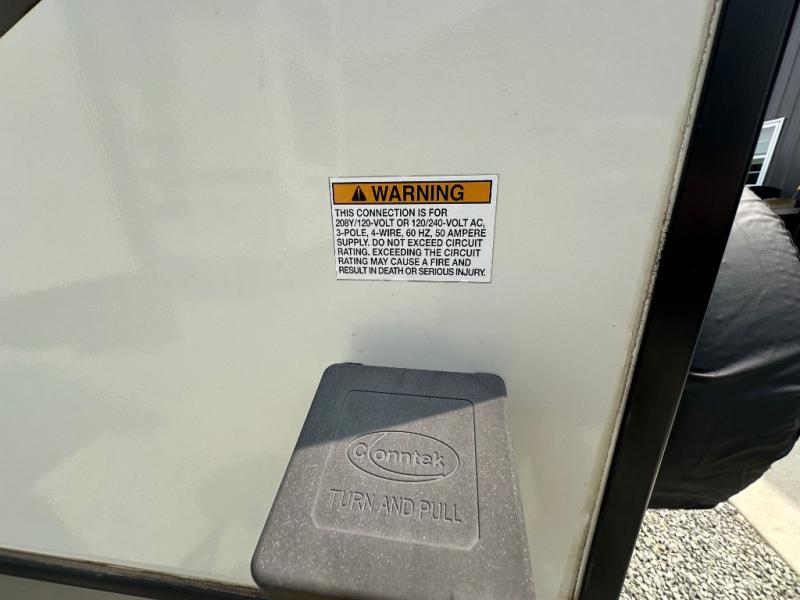 ⚠ WARNING
THIS CONNECTION IS FOR
208Y/120-VOLT OR 120/240-VOLT AC,
3-POLE, 4-WIRE, 60 HZ, 50 AMPERE
SUPPLY. DO NOT EXCEED CIRCUIT
RATING. EXCEEDING THE CIRCUIT
RATING MAY CAUSE A FIRE AND
RESULT IN DEATH OR SERIOUS INJURY.
Conntek
TURN AND PULL